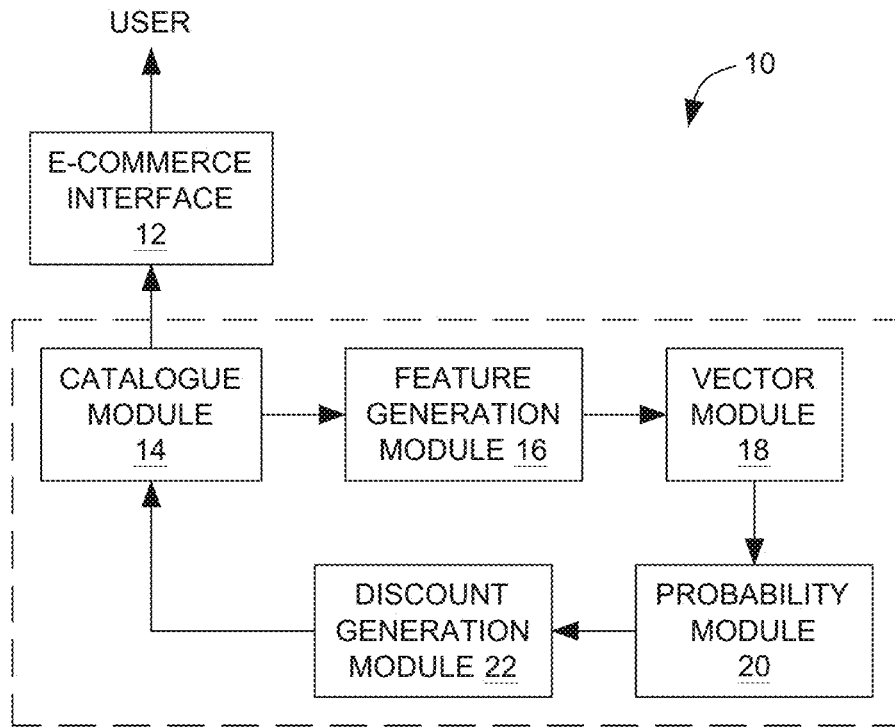 USER
10
E-COMMERCE
INTERFACE
12
CATALOGUE
MODULE
14
FEATURE
GENERATION
MODULE 16
VECTOR
MODULE
18
DISCOUNT
GENERATION
MODULE 22
PROBABILITY
MODULE
20